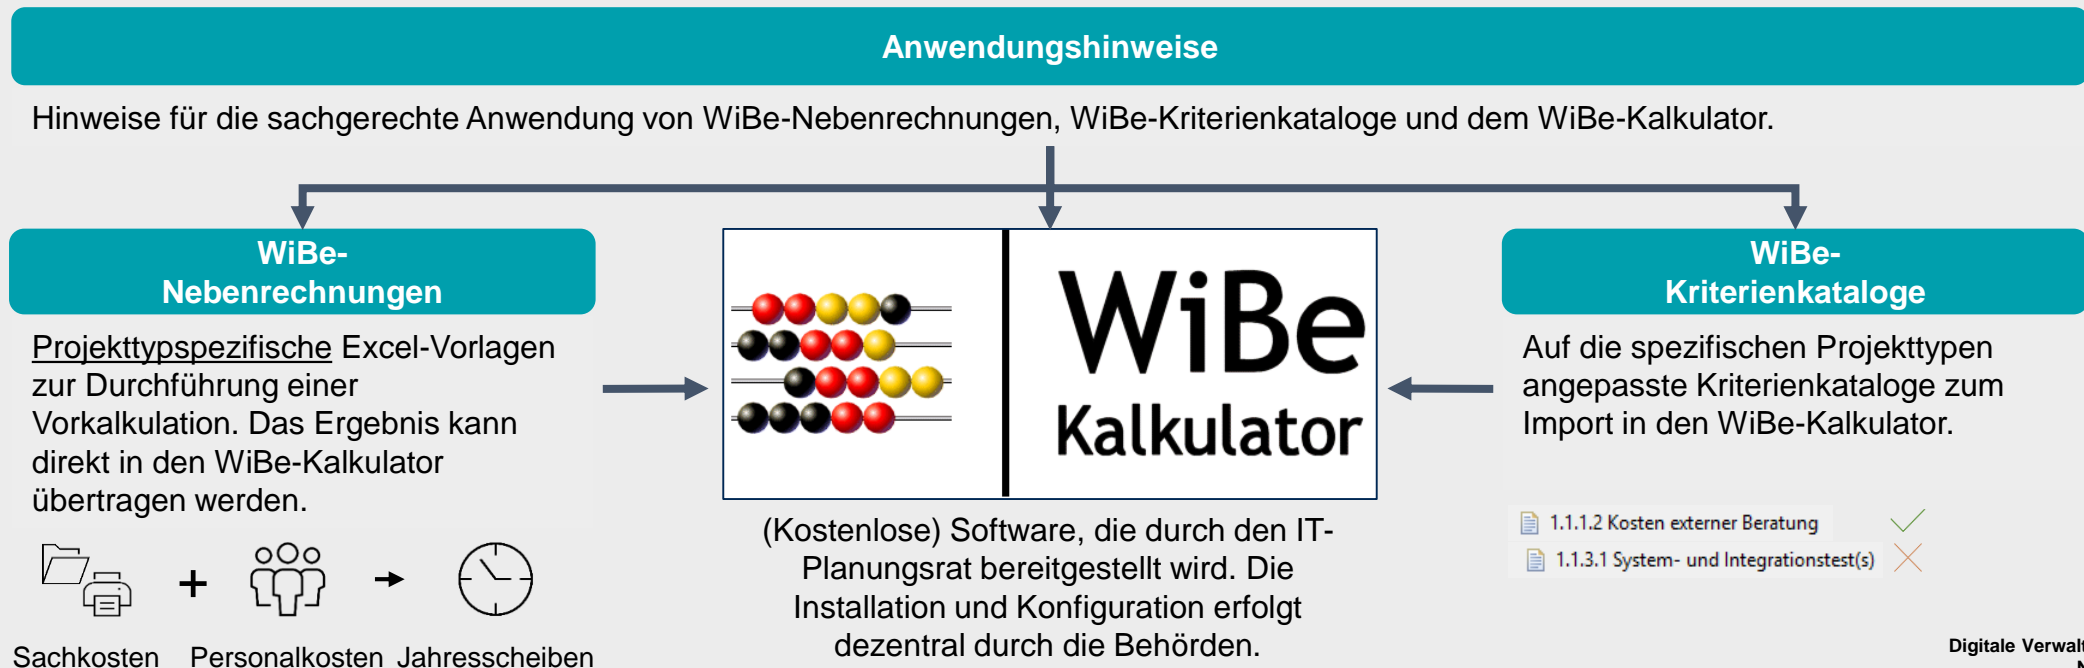 Anwendungshinweise
Hinweise für die sachgerechte Anwendung von WiBe-Nebenrechnungen, WiBe-Kriterienkataloge und dem WiBe-Kalkulator.
WiBe-
Nebenrechnungen
Projekttypspezifische Excel-Vorlagen
zur Durchführung einer
Vorkalkulation. Das Ergebnis kann
direkt in den WiBe-Kalkulator
übertragen werden.
+
Sachkosten
Personalkosten
Jahresscheiben
WiBe
Kalkulator
(Kostenlose) Software, die durch den IT-
Planungsrat bereitgestellt wird. Die
Installation und Konfiguration erfolgt
dezentral durch die Behörden.
WiBe-
Kriterienkataloge
Auf die spezifischen Projekttypen
angepasste Kriterienkataloge zum
Import in den WiBe-Kalkulator.
1.1.1.2 Kosten externer Beratung
1.1.3.1 System- und Integrationstest(s)
Digitale